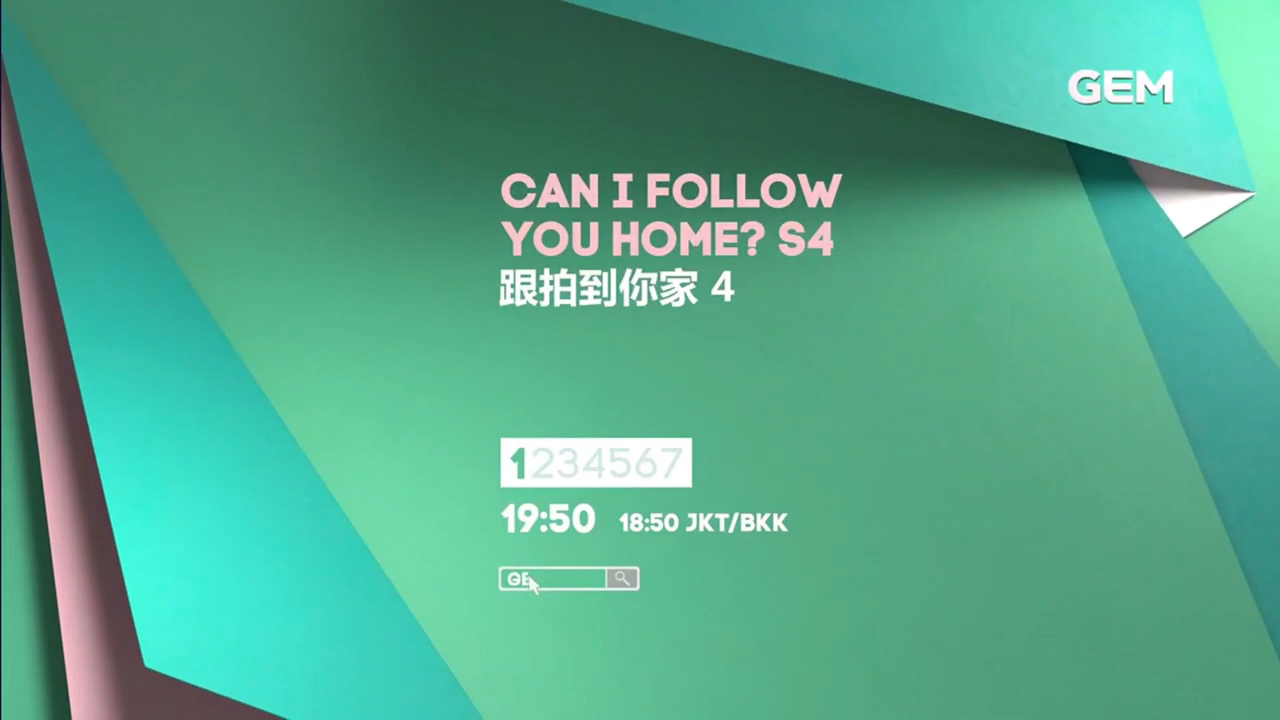 GEM
CAN I FOLLOW
YOU HOME? S4
跟拍到你家 4
1234567
19:50 18:50 JKT/BKK
GE